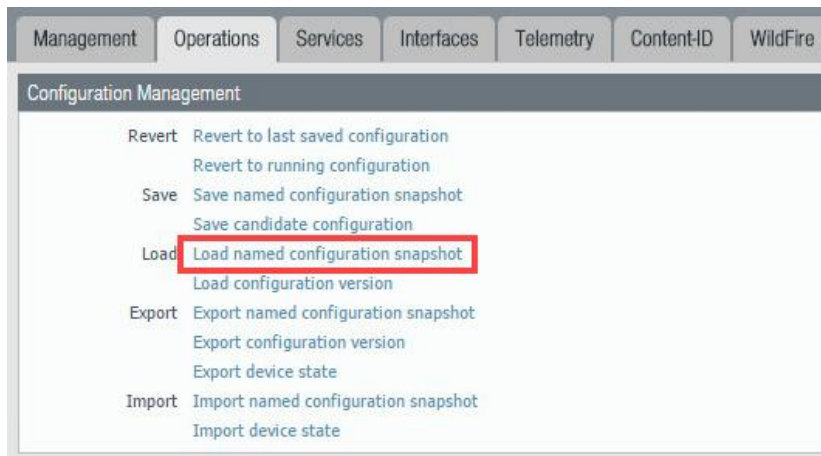 Management Operations Services Interfaces Telemetry Content-ID WildFire
Configuration Management
Revert Revert to last saved configuration
Revert to running configuration
Save Save named configuration snapshot
Save candidate configuration
Load Load named configuration snapshot
Load configuration version
Export Export named configuration snapshot
Export configuration version
Export device state
Import Import named configuration snapshot
Import device state